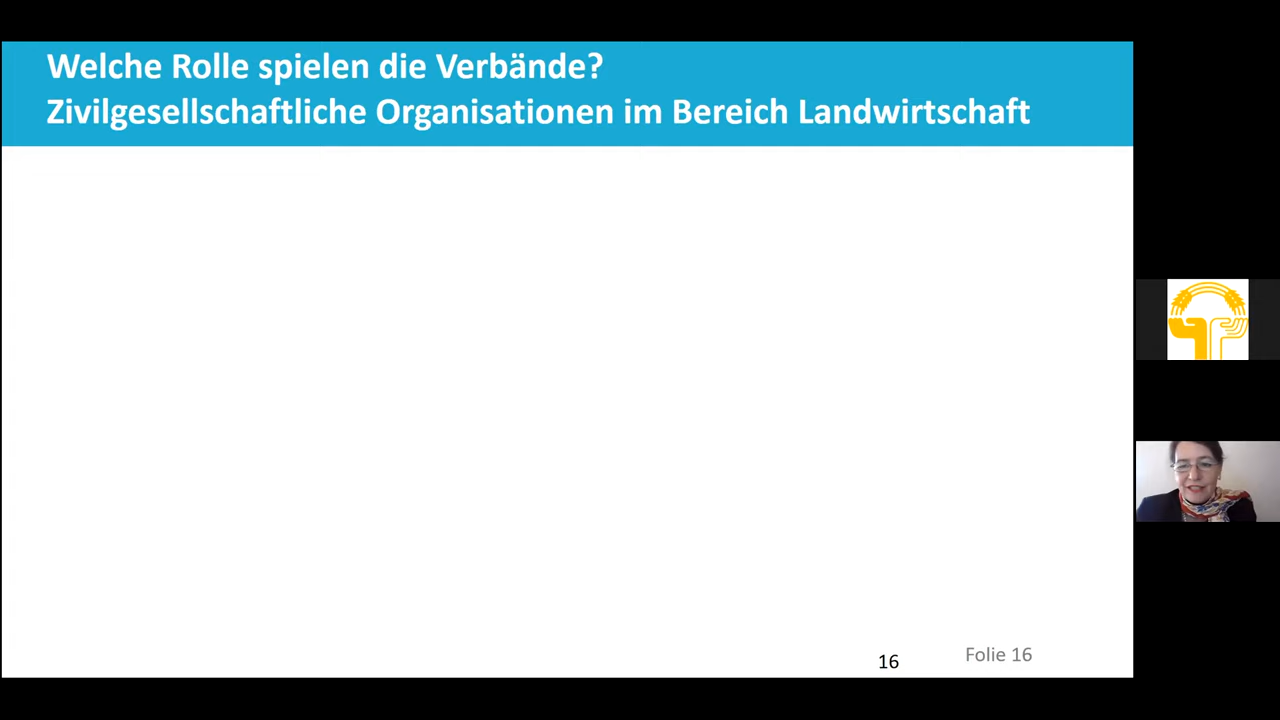 Welche Rolle spielen die Verbände?
Zivilgesellschaftliche Organisationen im Bereich Landwirtschaft
16
Folie 16